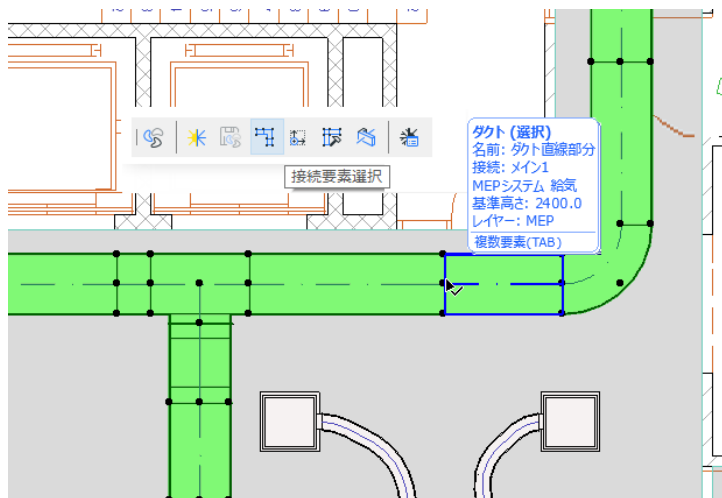 ダクト (選択)
名前: ダクト直線部分
接続: メイン1
MEPシステム 給気
基準高さ: 2400.0
レイヤー: MEP
複数要素(TAB)
接続要素選択